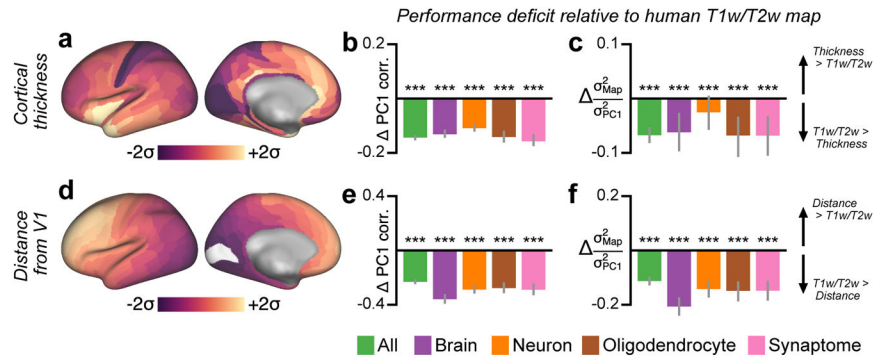 Performance deficit relative to human T1w/T2w map
a
b
c
Cortical
thickness
-2σ
+2σ
Δ PC1 corr.
0.2
-0.2
*** *** *** *** ***
Δ σ²Map / σ²PC1
0.1
-0.1
*** *** *** *** ***
Thickness
> T1w/T2w
T1w/T2w >
Thickness
d
e
f
Distance
from V1
-2σ
+2σ
Δ PC1 corr.
0.4
-0.4
*** *** *** *** ***
Δ σ²Map / σ²PC1
0.2
-0.2
*** *** *** *** ***
Distance
> T1w/T2w
T1w/T2w >
Distance
All
Brain
Neuron
Oligodendrocyte
Synaptome